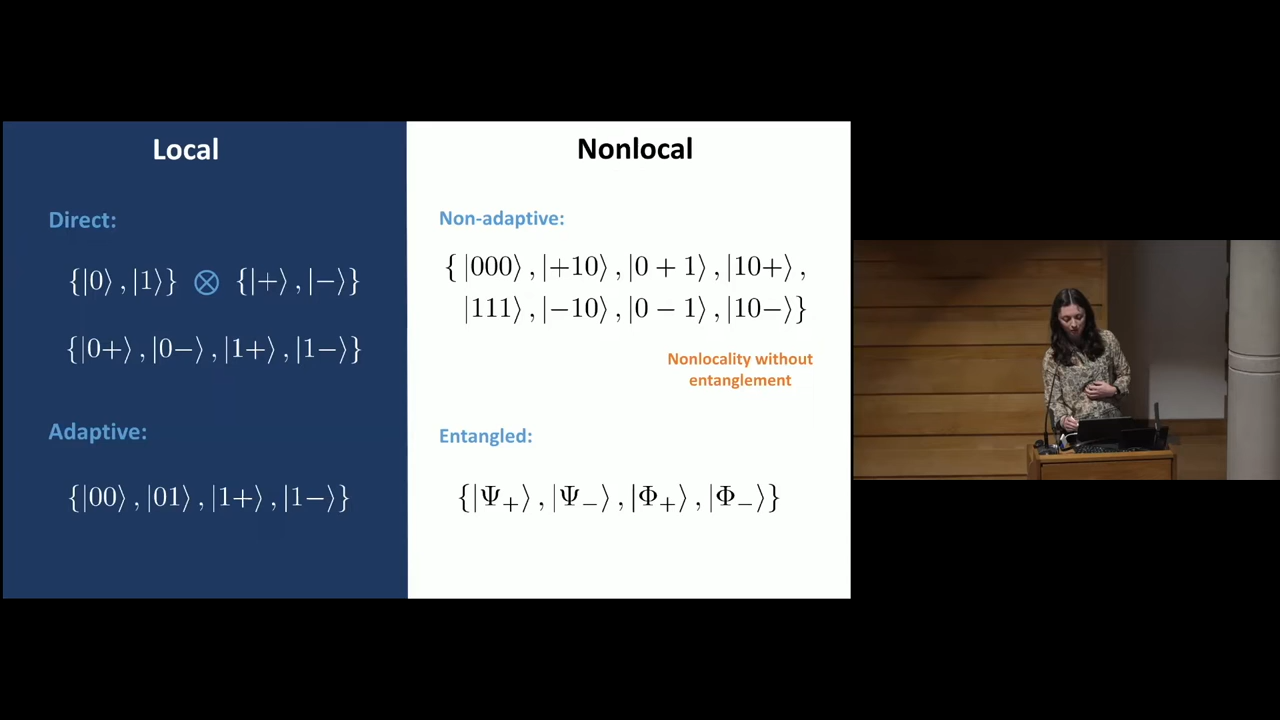 Local
Direct:
{|0⟩ , |1⟩} ⊗ {|+⟩ , |−⟩}
{|0+⟩ , |0−⟩ , |1+⟩ , |1−⟩}
Adaptive:
{|00⟩ , |01⟩ , |1+⟩ , |1−⟩}
Nonlocal
Non-adaptive:
{ |000⟩ , |+10⟩ , |0 + 1⟩ , |10+⟩ ,
|111⟩ , |−10⟩ , |0 − 1⟩ , |10−⟩}
Nonlocality without
entanglement
Entangled:
{|Ψ₊⟩ , |Ψ₋⟩ , |Φ₊⟩ , |Φ₋⟩}